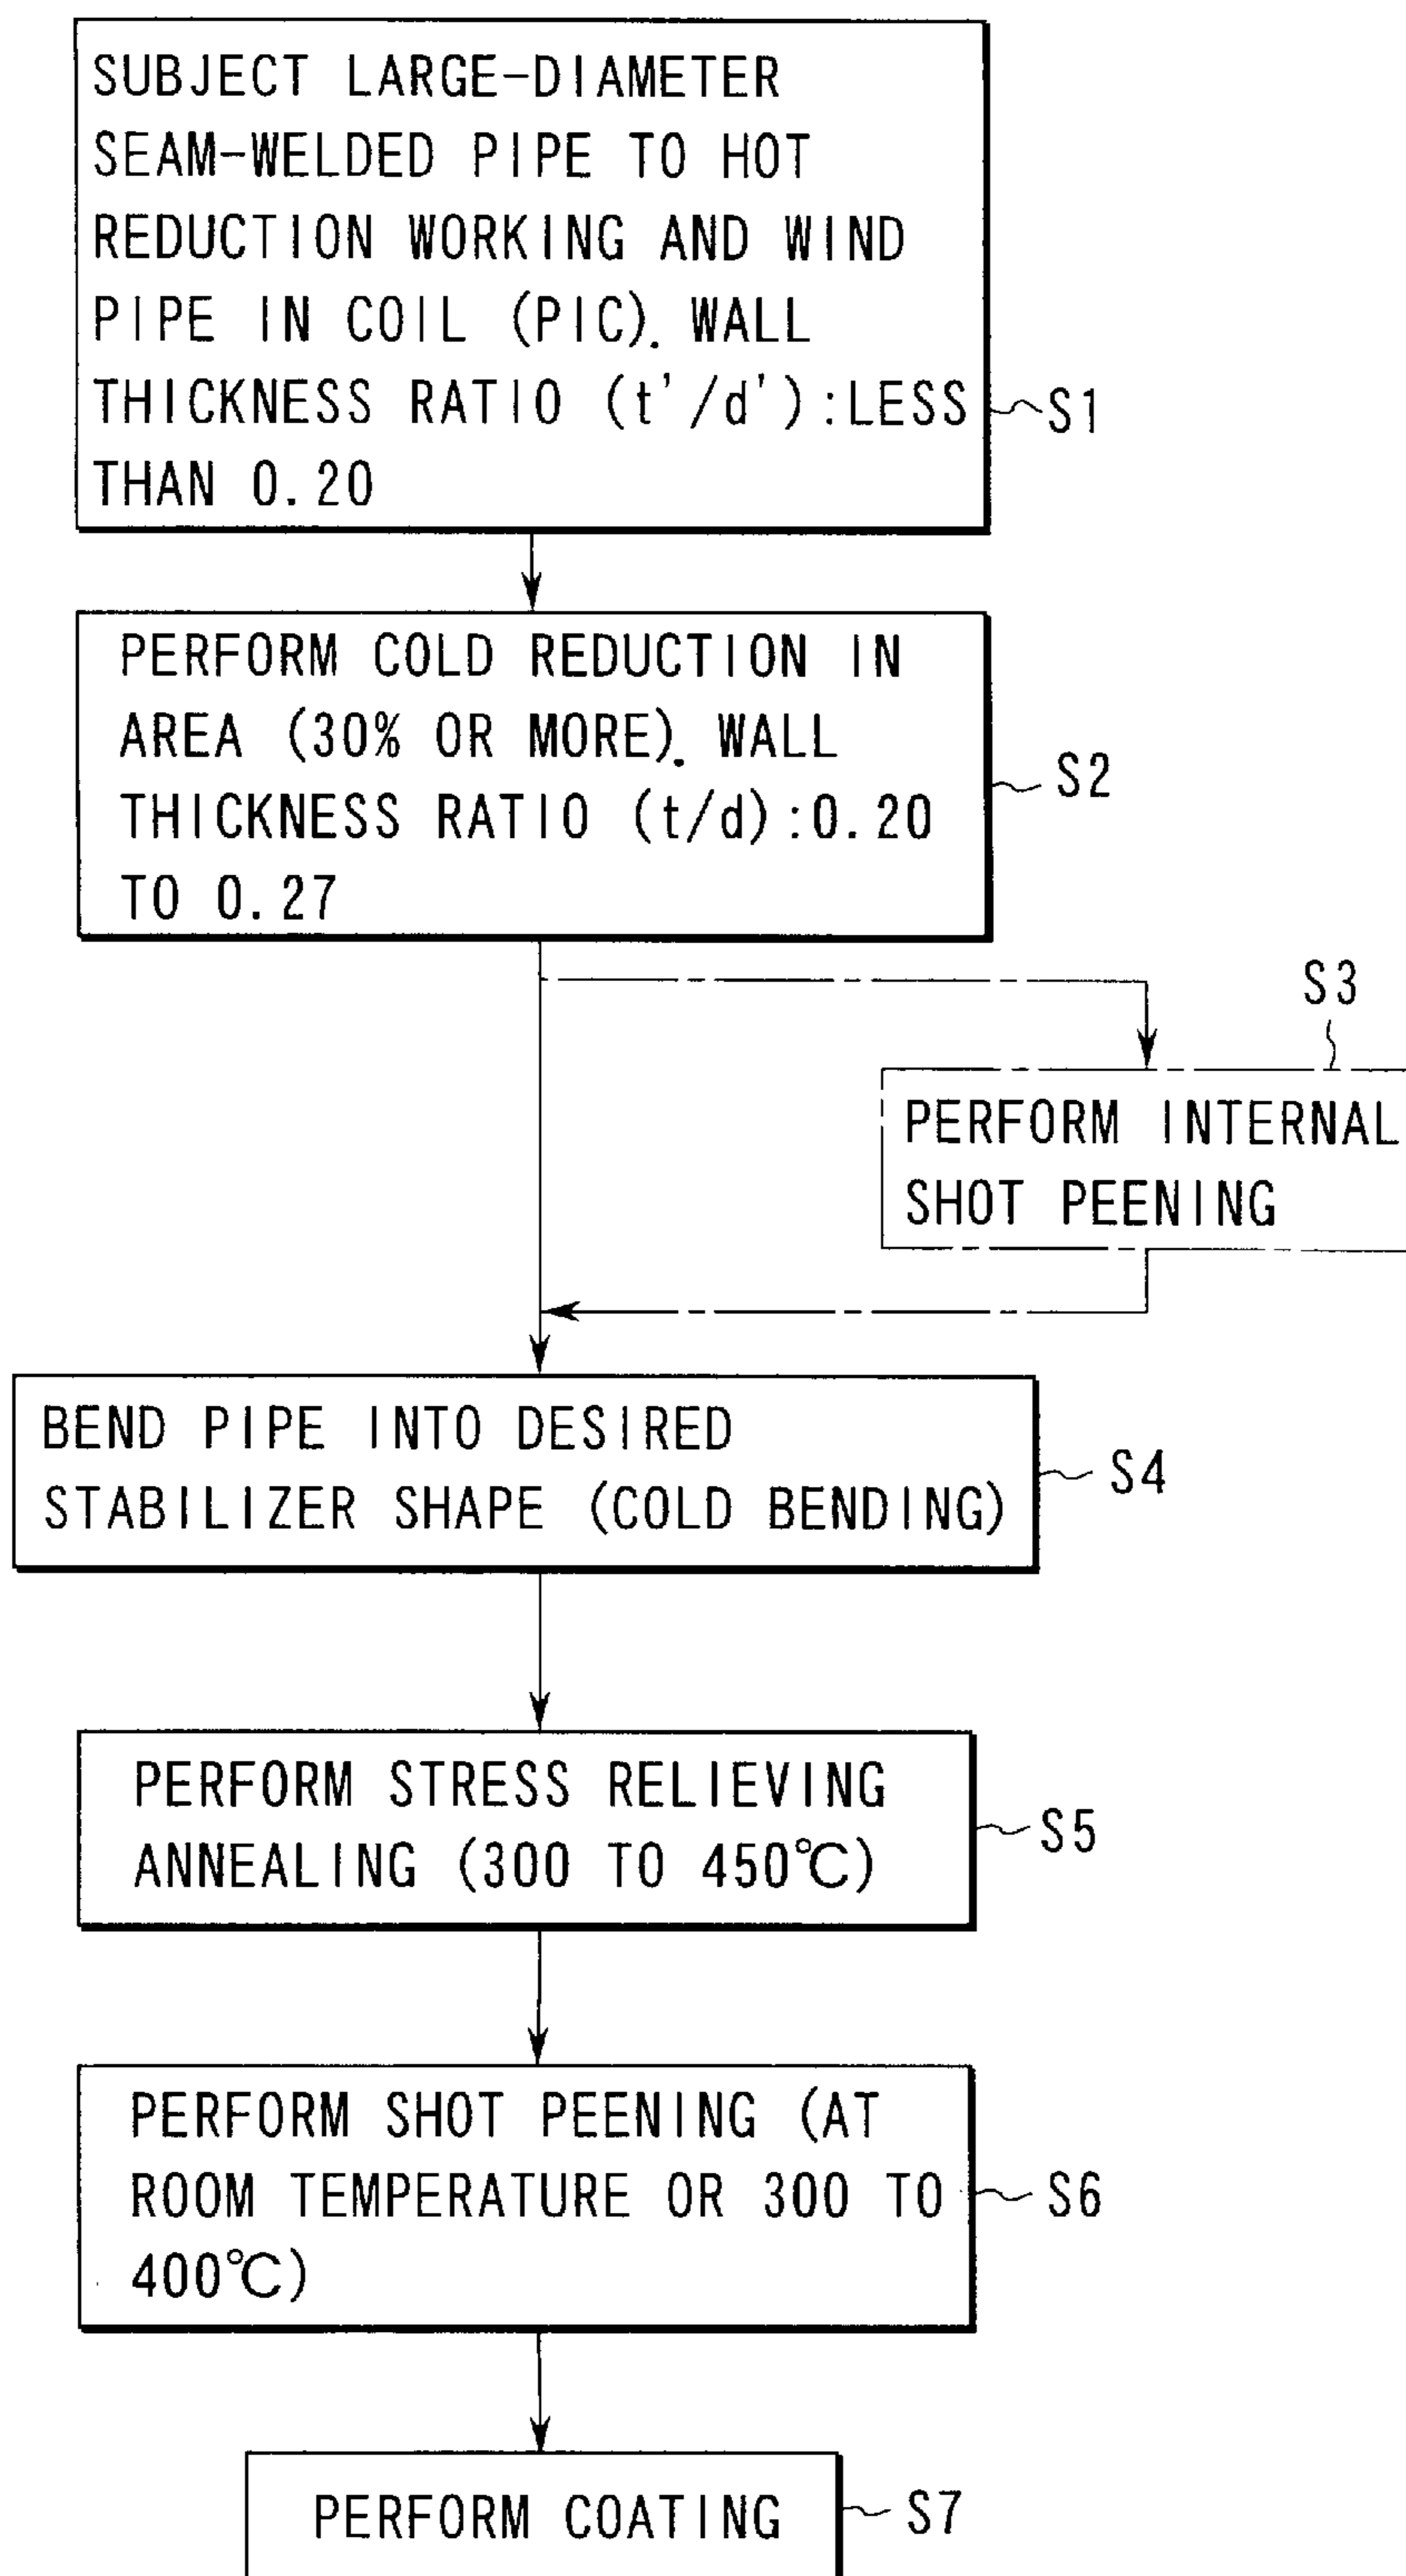 SUBJECT LARGE-DIAMETER
SEAM-WELDED PIPE TO HOT
REDUCTION WORKING AND WIND
PIPE IN COIL (PIC). WALL
THICKNESS RATIO (t'/d'):LESS
THAN 0.20
S1
PERFORM COLD REDUCTION IN
AREA (30% OR MORE). WALL
THICKNESS RATIO (t/d):0.20
TO 0.27
S2
S3
PERFORM INTERNAL
SHOT PEENING
BEND PIPE INTO DESIRED
STABILIZER SHAPE (COLD BENDING)
S4
PERFORM STRESS RELIEVING
ANNEALING (300 TO 450℃)
S5
PERFORM SHOT PEENING (AT
ROOM TEMPERATURE OR 300 TO
400℃)
S6
PERFORM COATING
S7